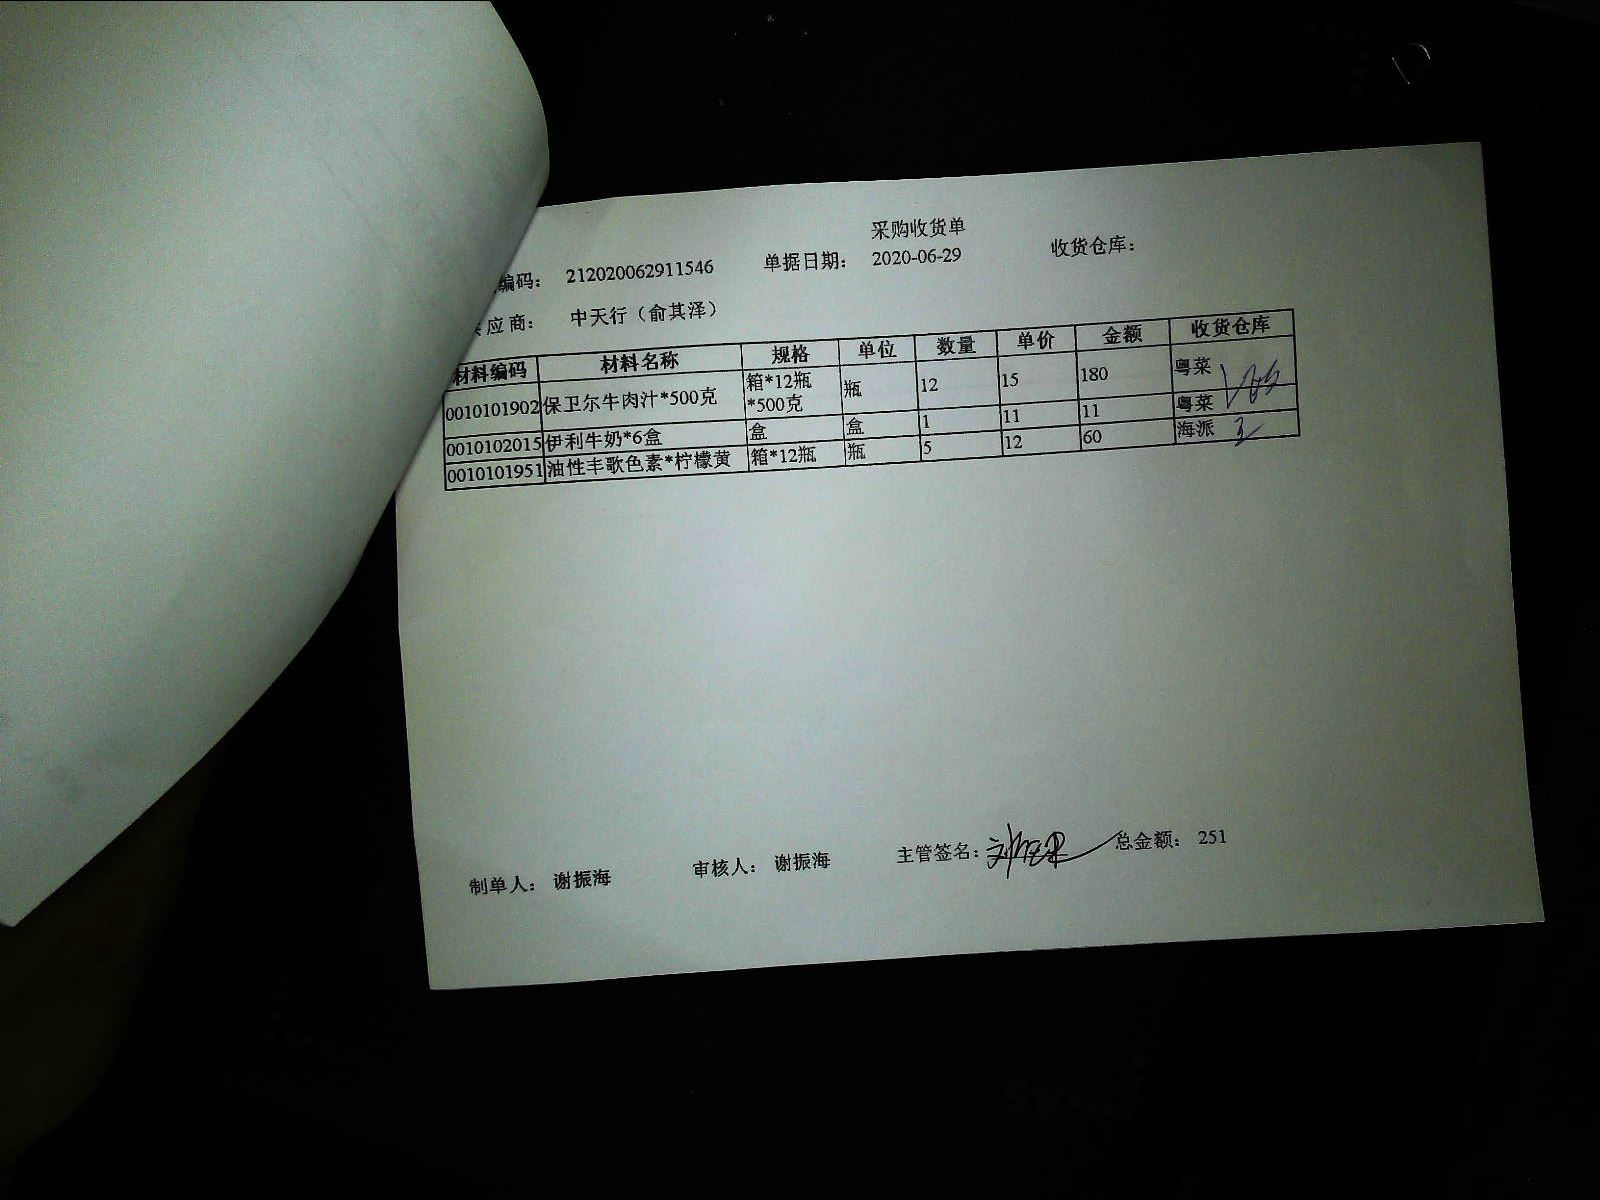 采购收货单
编码： 212020062911546 单据日期： 2020-06-29 收货仓库：
应商： 中天行（俞其泽）
材料编码 材料名称 规格 单位 数量 单价 金额 收货仓库
0010101902 保卫尔牛肉汁*500克 箱*12瓶*500克 瓶 12 15 180 粤菜
0010102015 伊利牛奶*6盒 盒 盒 1 11 11 粤菜
0010101951 油性丰歌色素*柠檬黄 箱*12瓶 瓶 5 12 60 海派
制单人： 谢振海 审核人： 谢振海 主管签名： 总金额： 251